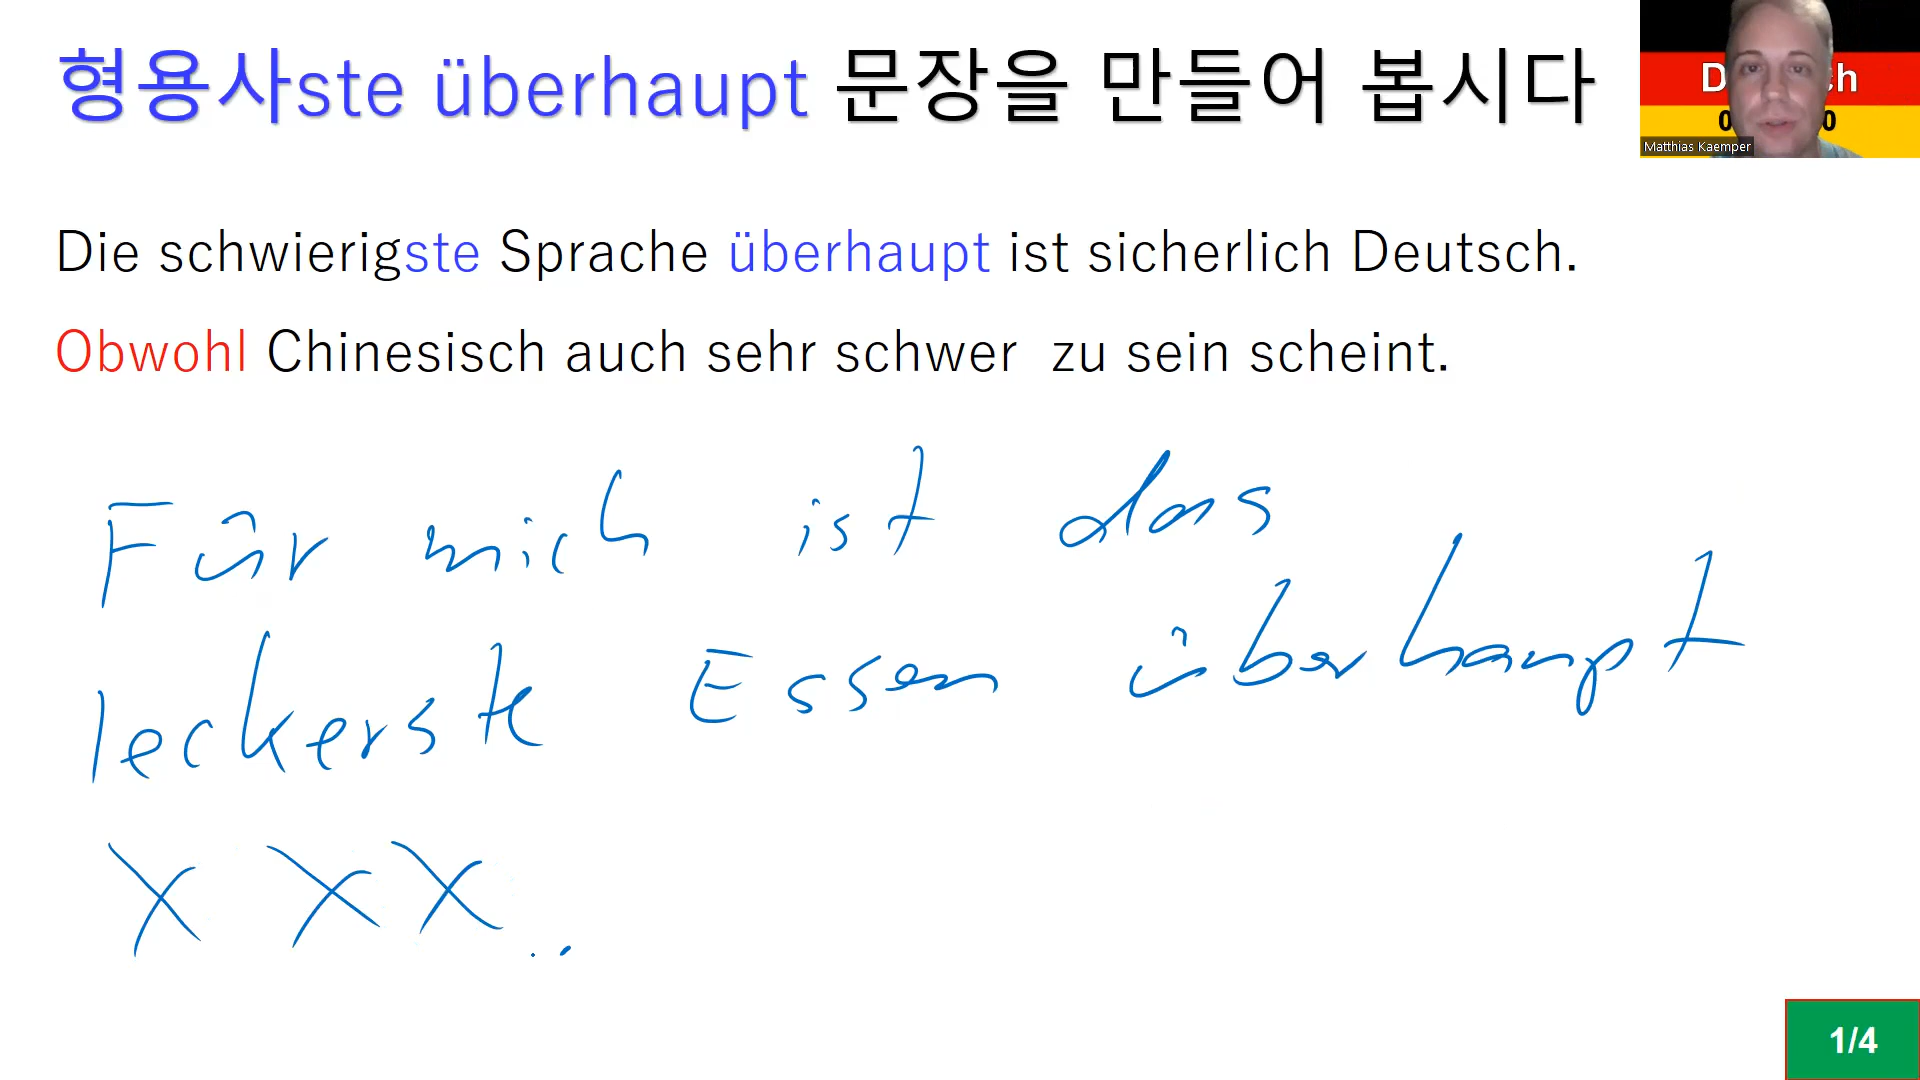 형용사ste überhaupt 문장을 만들어 봅시다
Matthias Kaemper
Die schwierigste Sprache überhaupt ist sicherlich Deutsch.
Obwohl Chinesisch auch sehr schwer zu sein scheint.
Für mich ist das
leckerste Essen überhaupt
X X X ..
1/4